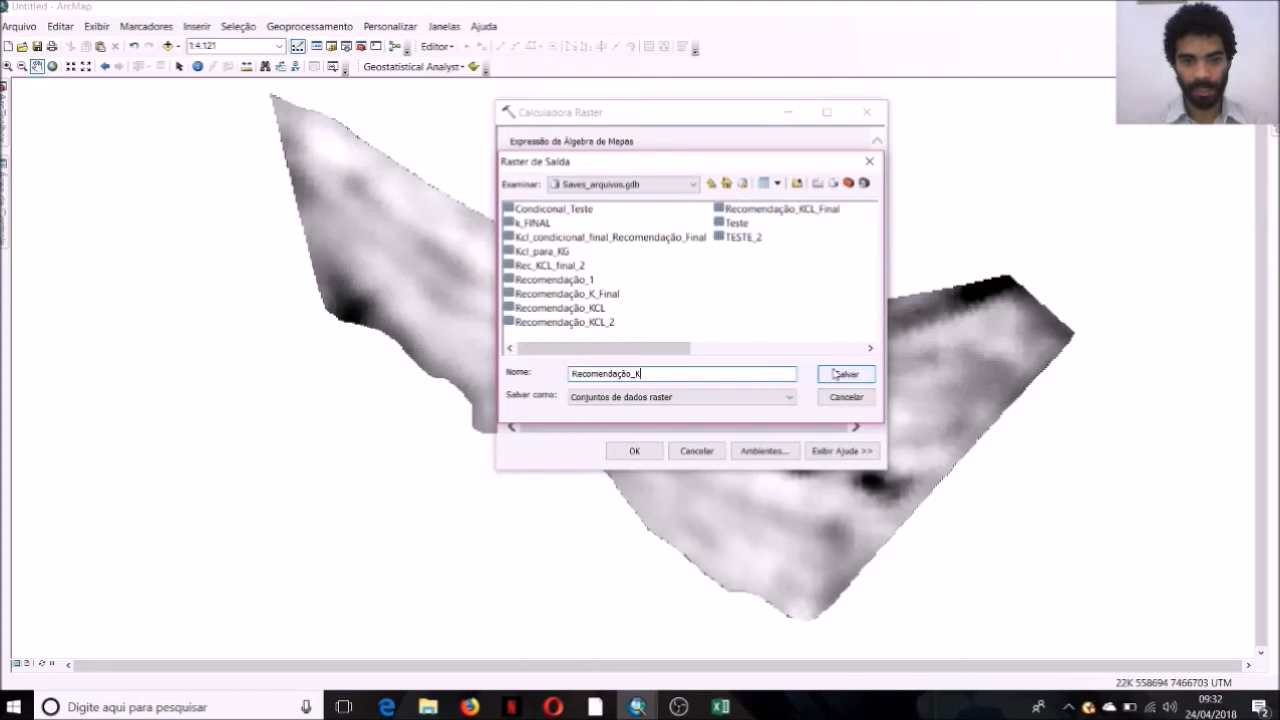 Untitled - ArcMap
Arquivo Editar Exibir Marcadores Inserir Seleção Geoprocessamento Personalizar Janelas Ajuda
1:4.121 Editor
Geostatistical Analyst
Calculadora Raster
Expressão da Álgebra de Mapas
Raster de Saída
Examinar: Saves_arquivos.gdb
Condiconal_Teste Recomendação_KCL_Final
k_FINAL Teste
Kcl_condicional_final_Recomendação_Final TESTE_2
Kcl_para_KG
Rec_KCL_final_2
Recomendação_1
Recomendação_K_Final
Recomendação_KCL
Recomendação_KCL_2
Nome: Recomendação_K Salvar
Salvar como: Conjuntos de dados raster Cancelar
OK Cancelar Ambientes... Exibir Ajuda >>
22K 558694 7466703 UTM
Digite aqui para pesquisar
09:32
24/04/2018
2